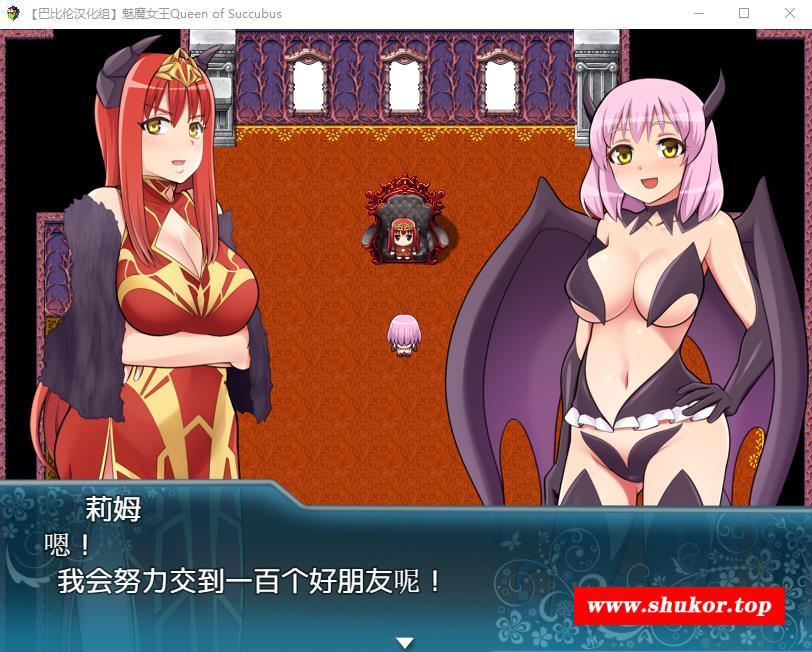 【巴比伦汉化组】魅魔女王Queen of Succubus
莉姆
嗯！
我会努力交到一百个好朋友呢！
www.shukor.top